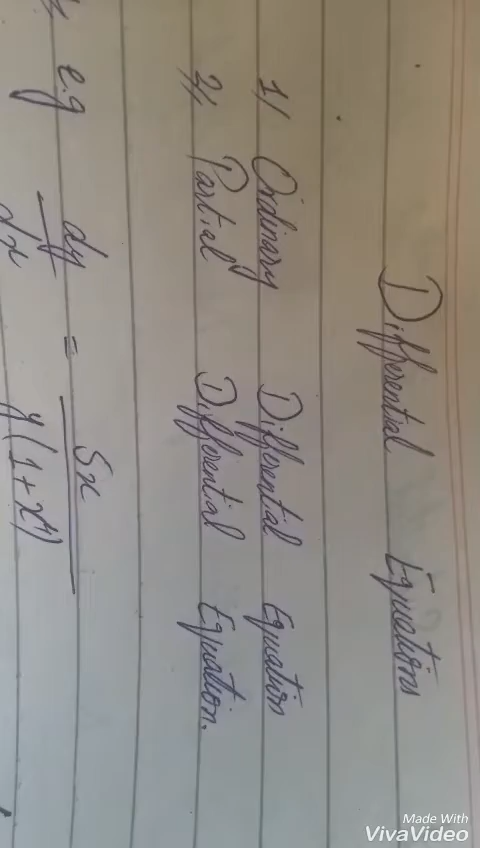 Differential Equations
1/ Ordinary Differential Equation
2/ Partial Differential Equation.
e.g dy/dx = 5x/y(1+x⁴)
Made With
VivaVideo